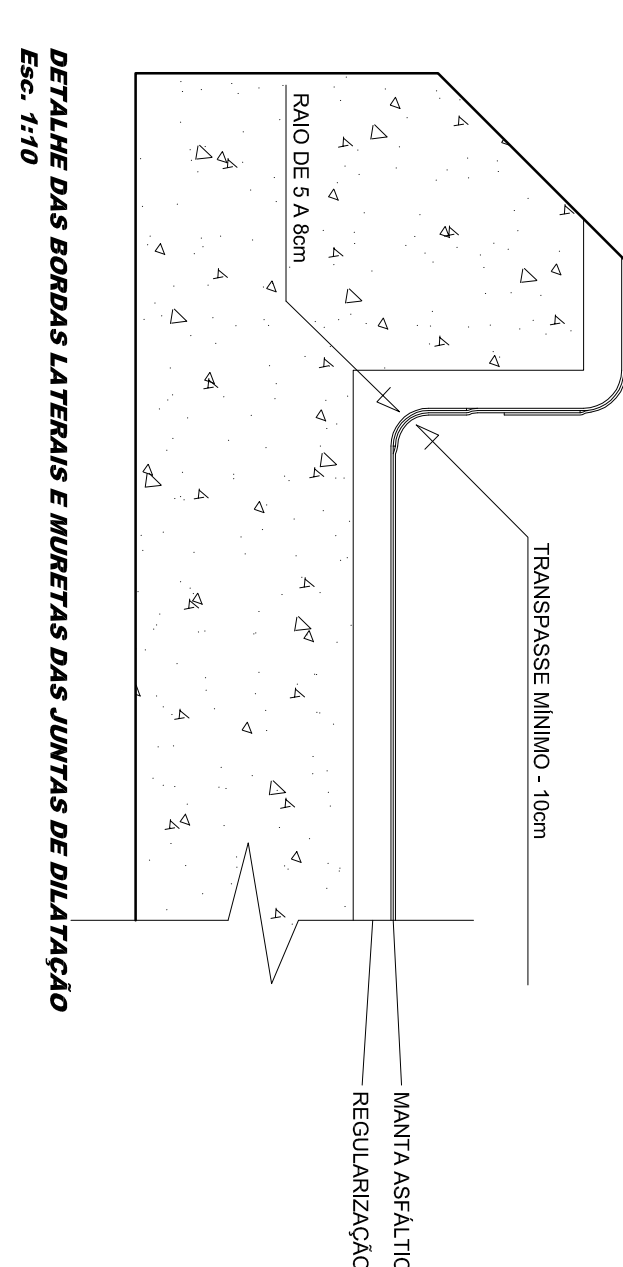 RAIO DE 5 A 8cm
TRANSPASSE MÍNIMO - 10cm
MANTA ASFÁLTIC
REGULARIZAÇÃO
DETALHE DAS BORDAS LATERAIS E MURETAS DAS JUNTAS DE DILATAÇÃO
Esc. 1:10